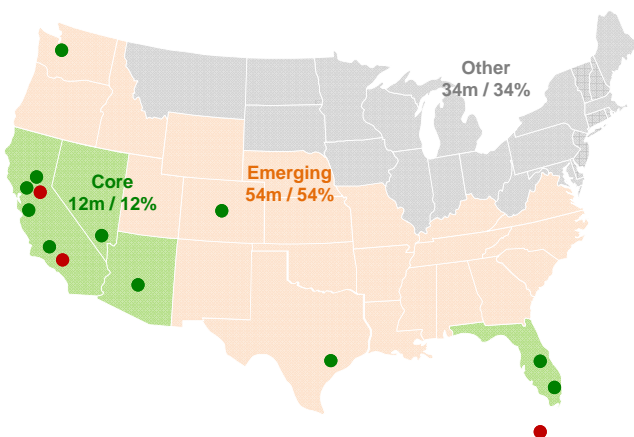 Other
34m / 34%
Core
12m / 12%
Emerging
54m / 54%